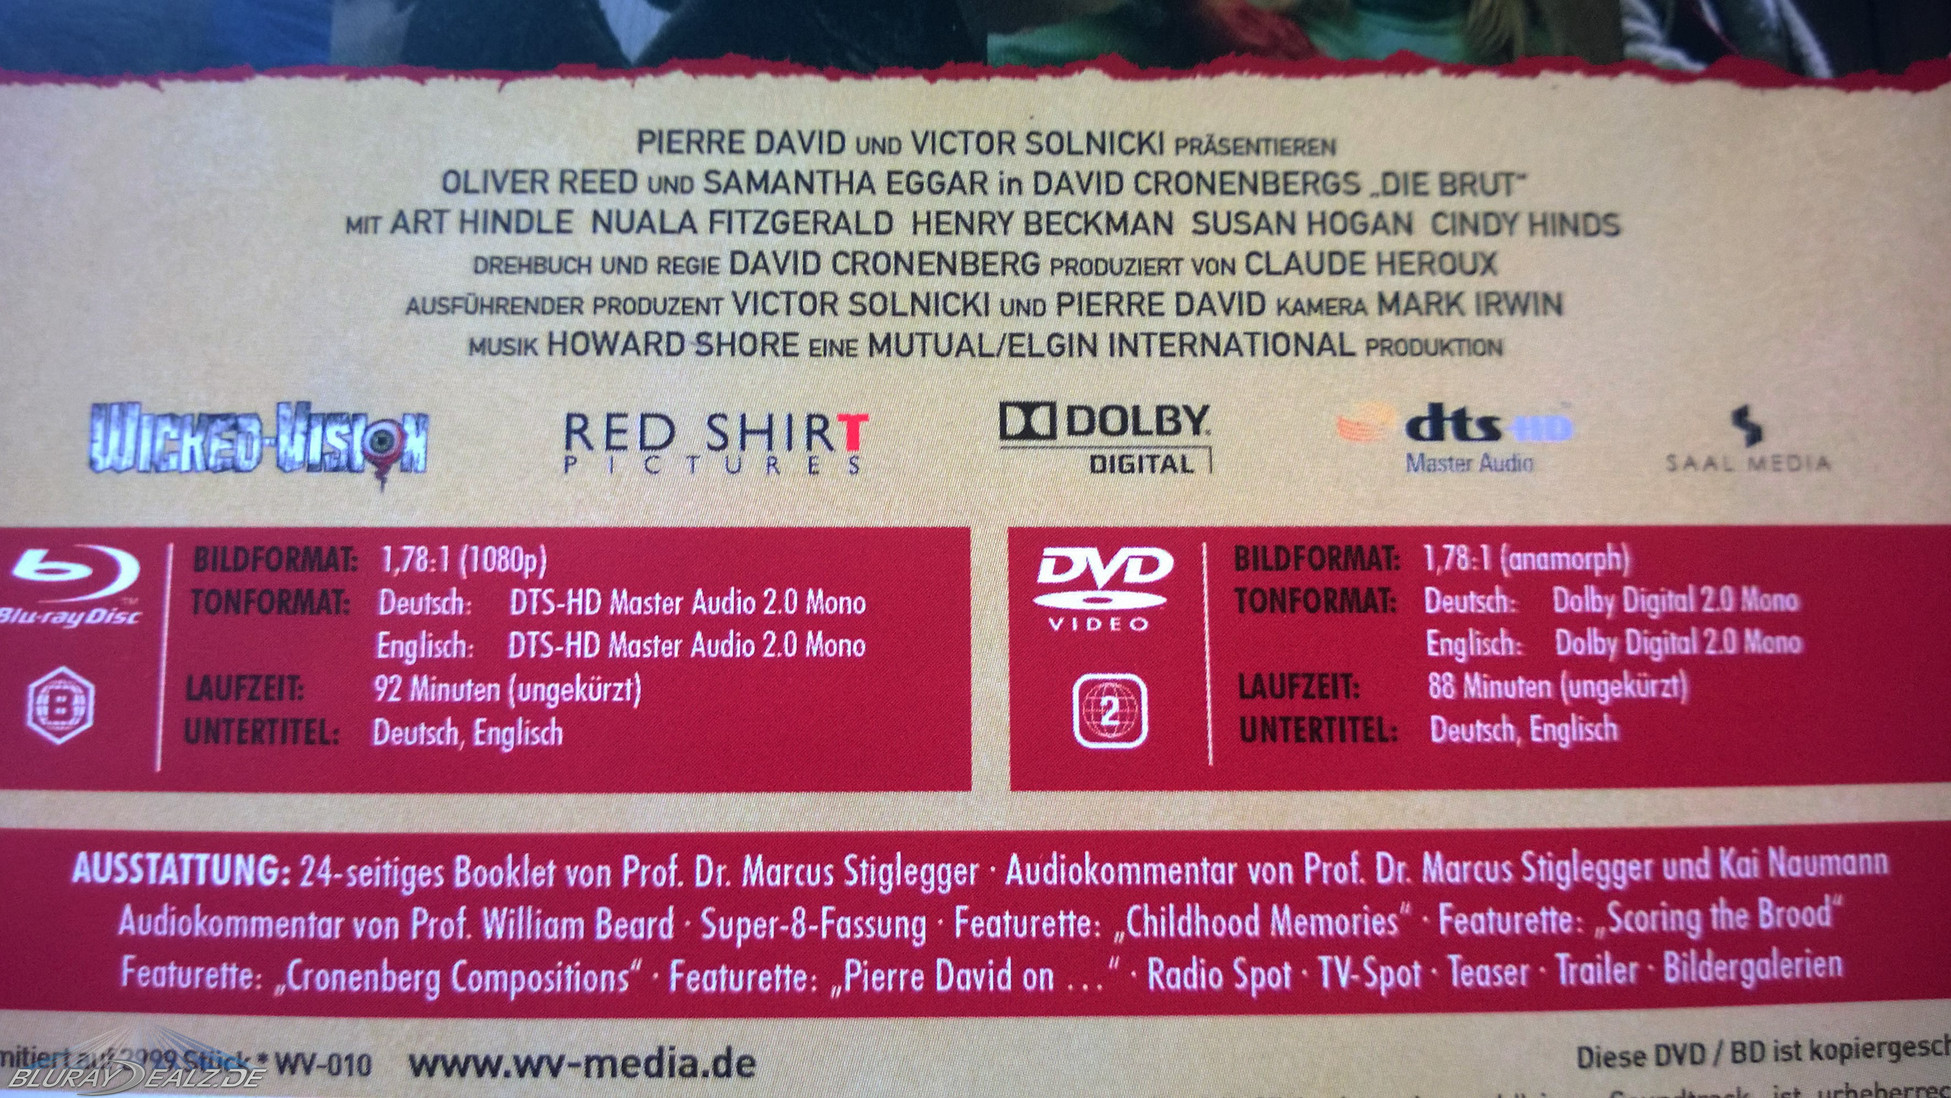 PIERRE DAVID UND VICTOR SOLNICKI PRÄSENTIEREN
OLIVER REED UND SAMANTHA EGGAR in DAVID CRONENBERGS „DIE BRUT“
MIT ART HINDLE NUALA FITZGERALD HENRY BECKMAN SUSAN HOGAN CINDY HINDS
DREHBUCH UND REGIE DAVID CRONENBERG PRODUZIERT VON CLAUDE HEROUX
AUSFÜHRENDER PRODUZENT VICTOR SOLNICKI UND PIERRE DAVID KAMERA MARK IRWIN
MUSIK HOWARD SHORE EINE MUTUAL/ELGIN INTERNATIONAL PRODUKTION
WICKED-VISION
RED SHIRT
PICTURES
DOLBY
DIGITAL
dts-HD
Master Audio
SAAL MEDIA
Blu-ray Disc
B
BILDFORMAT: 1,78:1 (1080p)
TONFORMAT: Deutsch: DTS-HD Master Audio 2.0 Mono
Englisch: DTS-HD Master Audio 2.0 Mono
LAUFZEIT: 92 Minuten (ungekürzt)
UNTERTITEL: Deutsch, Englisch
DVD
VIDEO
2
BILDFORMAT: 1,78:1 (anamorph)
TONFORMAT: Deutsch: Dolby Digital 2.0 Mono
Englisch: Dolby Digital 2.0 Mono
LAUFZEIT: 88 Minuten (ungekürzt)
UNTERTITEL: Deutsch, Englisch
AUSSTATTUNG: 24-seitiges Booklet von Prof. Dr. Marcus Stiglegger · Audiokommentar von Prof. Dr. Marcus Stiglegger und Kai Naumann
Audiokommentar von Prof. William Beard · Super-8-Fassung · Featurette: „Childhood Memories“ · Featurette: „Scoring the Brood“
Featurette: „Cronenberg Compositions“ · Featurette: „Pierre David on ...“ · Radio Spot · TV-Spot · Teaser · Trailer · Bildergalerien
mitiert auf 2999 Stück * WV-010 www.wv-media.de
Diese DVD / BD ist kopiergesch
BLURAYDEALZ.DE